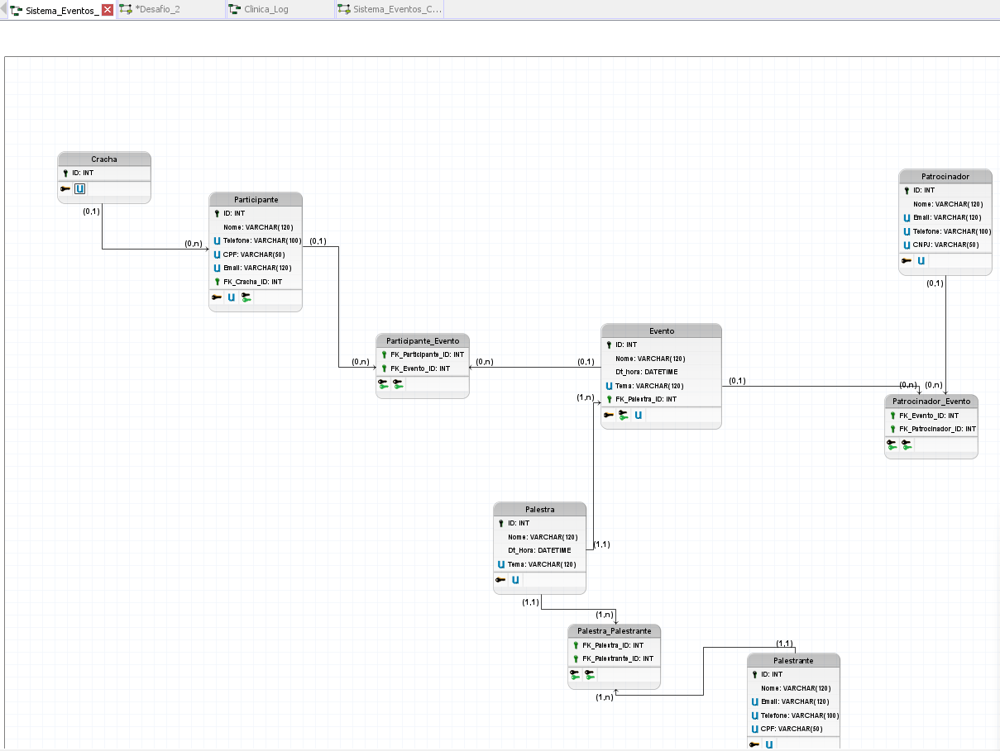 Sistema_Eventos_
*Desafio_2
Clinica_Log
Sistema_Eventos_C...
Cracha
ID: INT
U
(0,1)
(0,n)
Participante
ID: INT
Nome: VARCHAR(120)
U Telefone: VARCHAR(100)
U CPF: VARCHAR(50)
U Email: VARCHAR(120)
FK_Cracha_ID: INT
U
(0,1)
(0,n)
Participante_Evento
FK_Participante_ID: INT
FK_Evento_ID: INT
(0,n)
(0,1)
Evento
ID: INT
Nome: VARCHAR(120)
Dt_hora: DATETIME
U Tema: VARCHAR(120)
FK_Palestra_ID: INT
U
(1,n)
(0,1)
(0,n)
Patrocinador
ID: INT
Nome: VARCHAR(120)
U Email: VARCHAR(120)
U Telefone: VARCHAR(100)
U CNPJ: VARCHAR(50)
U
(0,1)
(0,n)
Patrocinador_Evento
FK_Evento_ID: INT
FK_Patrocinador_ID: INT
Palestra
ID: INT
Nome: VARCHAR(120)
Dt_Hora: DATETIME
U Tema: VARCHAR(120)
U
(1,1)
(1,1)
(1,n)
Palestra_Palestrante
FK_Palestra_ID: INT
FK_Palestrante_ID: INT
(1,n)
(1,1)
Palestrante
ID: INT
Nome: VARCHAR(120)
U Email: VARCHAR(120)
U Telefone: VARCHAR(100)
U CPF: VARCHAR(50)
U